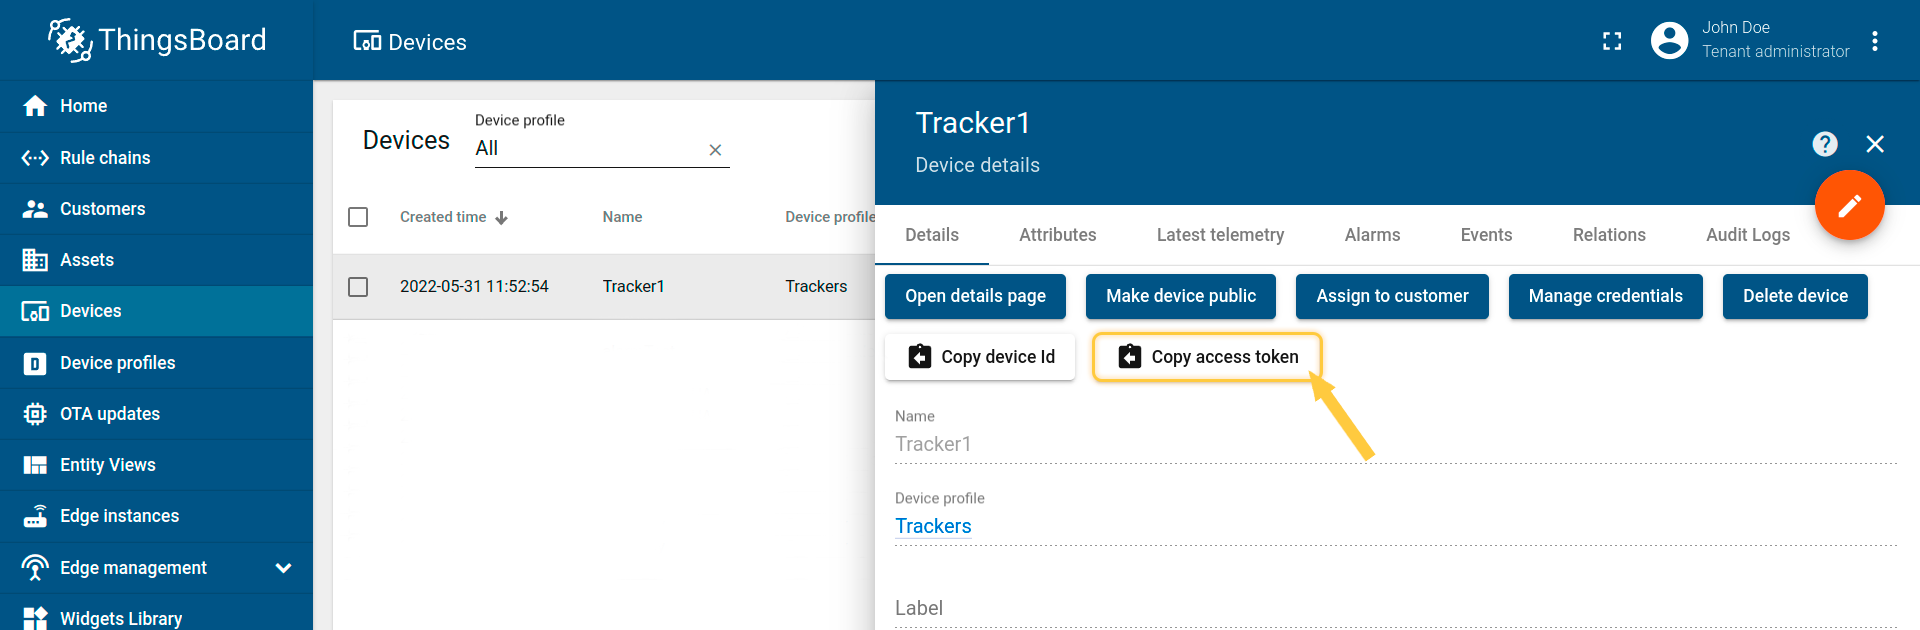 ThingsBoard
Devices
John Doe
Tenant administrator
Home
Rule chains
Customers
Assets
Devices
Device profiles
OTA updates
Entity Views
Edge instances
Edge management
Widgets Library
Devices
Device profile
All
Created time
Name
Device profile
2022-05-31 11:52:54
Tracker1
Trackers
Tracker1
Device details
?
Details
Attributes
Latest telemetry
Alarms
Events
Relations
Audit Logs
Open details page
Make device public
Assign to customer
Manage credentials
Delete device
Copy device Id
Copy access token
Name
Tracker1
Device profile
Trackers
Label